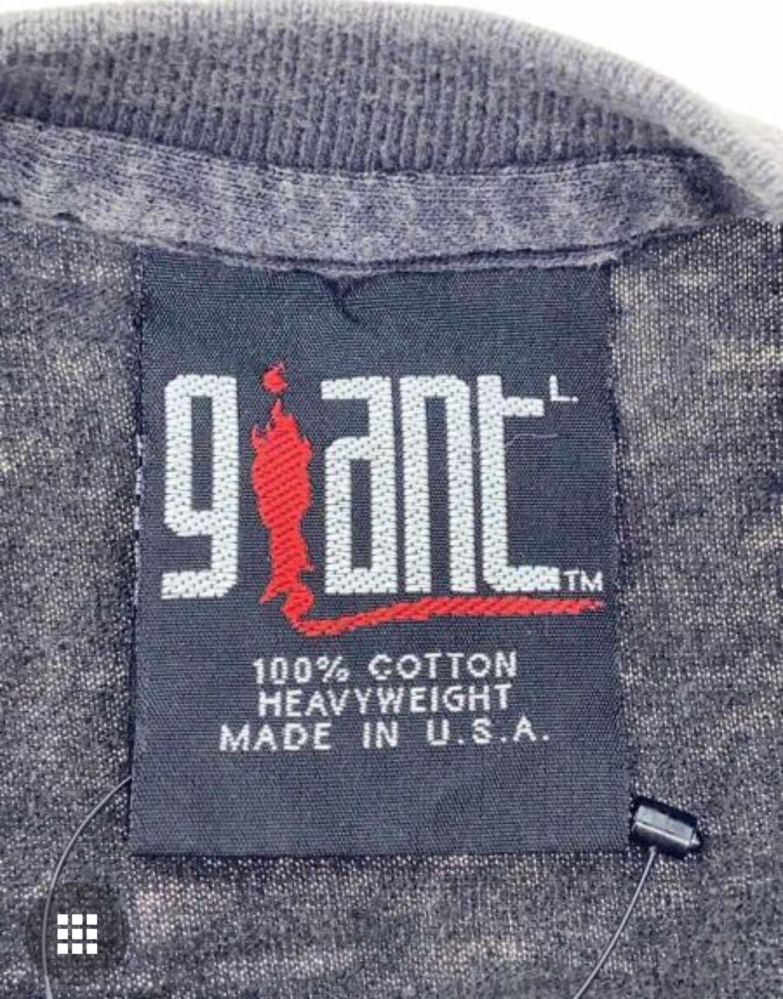 giant L.
TM
100% COTTON
HEAVYWEIGHT
MADE IN U.S.A.